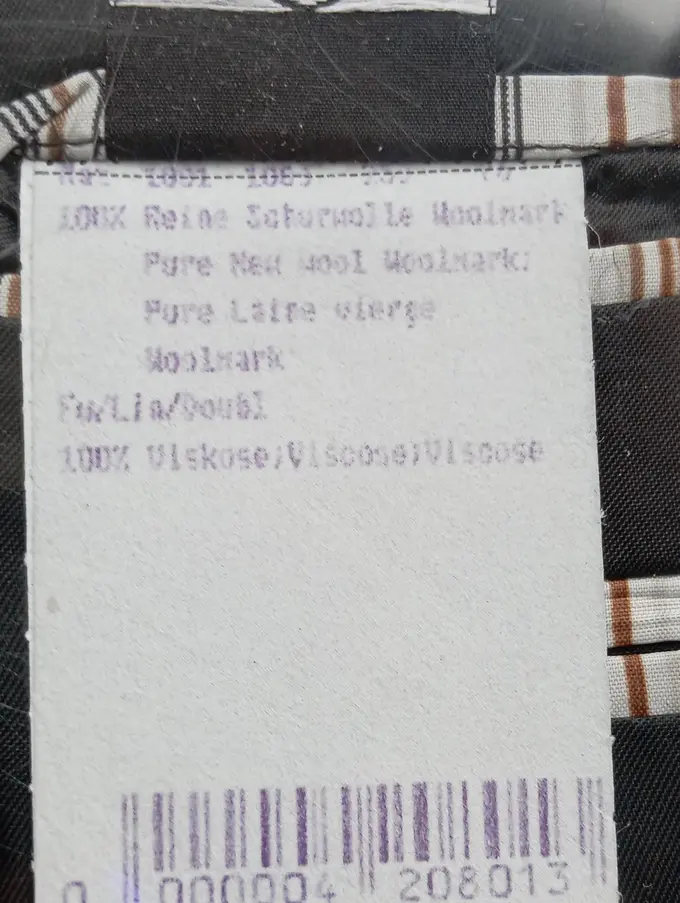 100% Reine Schurwolle Woolmark
Pure New Wool Woolmark;
Pure Laine vierge
Woolmark
Fu/Lin/Doubl
100% Viskose;Viscose;Viscose
0 000004 208013